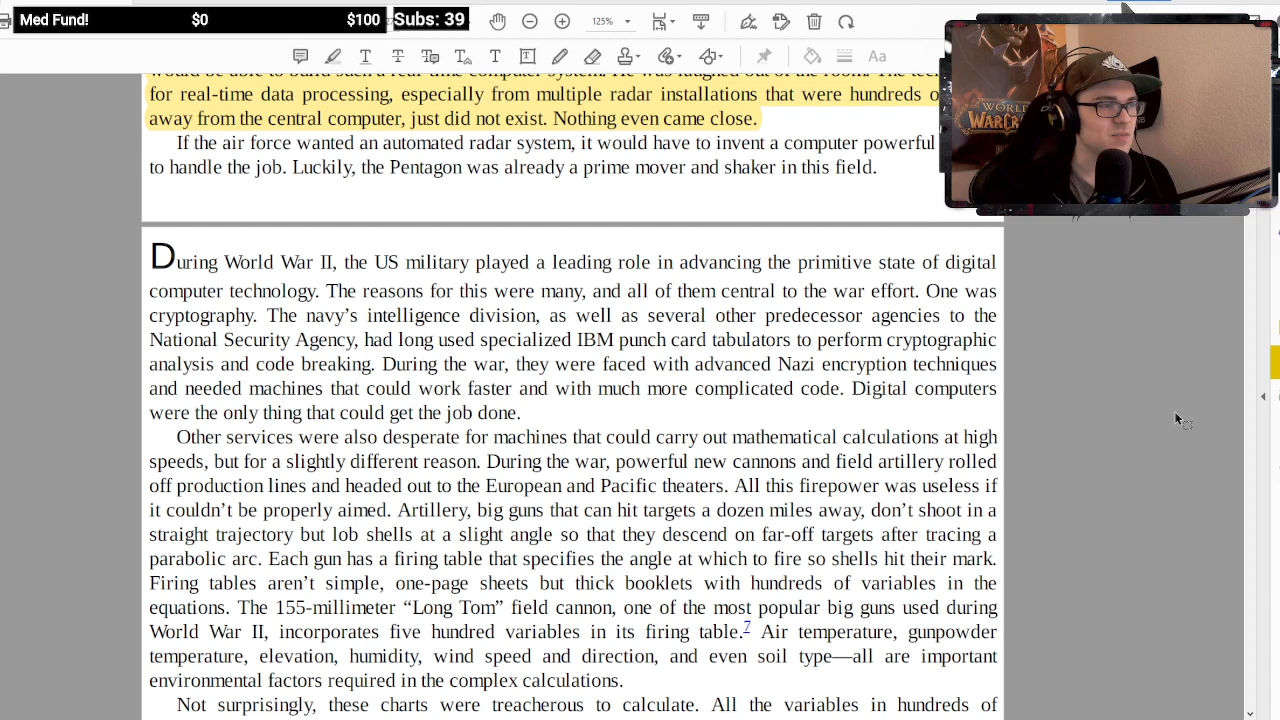 Med Fund! $0 $100 Subs: 39
125%
Aa
for real-time data processing, especially from multiple radar installations that were hundreds o
away from the central computer, just did not exist. Nothing even came close.
If the air force wanted an automated radar system, it would have to invent a computer powerful
to handle the job. Luckily, the Pentagon was already a prime mover and shaker in this field.
WORLD
WARCRA
During World War II, the US military played a leading role in advancing the primitive state of digital
computer technology. The reasons for this were many, and all of them central to the war effort. One was
cryptography. The navy’s intelligence division, as well as several other predecessor agencies to the
National Security Agency, had long used specialized IBM punch card tabulators to perform cryptographic
analysis and code breaking. During the war, they were faced with advanced Nazi encryption techniques
and needed machines that could work faster and with much more complicated code. Digital computers
were the only thing that could get the job done.
Other services were also desperate for machines that could carry out mathematical calculations at high
speeds, but for a slightly different reason. During the war, powerful new cannons and field artillery rolled
off production lines and headed out to the European and Pacific theaters. All this firepower was useless if
it couldn’t be properly aimed. Artillery, big guns that can hit targets a dozen miles away, don’t shoot in a
straight trajectory but lob shells at a slight angle so that they descend on far-off targets after tracing a
parabolic arc. Each gun has a firing table that specifies the angle at which to fire so shells hit their mark.
Firing tables aren’t simple, one-page sheets but thick booklets with hundreds of variables in the
equations. The 155-millimeter “Long Tom” field cannon, one of the most popular big guns used during
World War II, incorporates five hundred variables in its firing table.7 Air temperature, gunpowder
temperature, elevation, humidity, wind speed and direction, and even soil type—all are important
environmental factors required in the complex calculations.
Not surprisingly, these charts were treacherous to calculate. All the variables in hundreds of